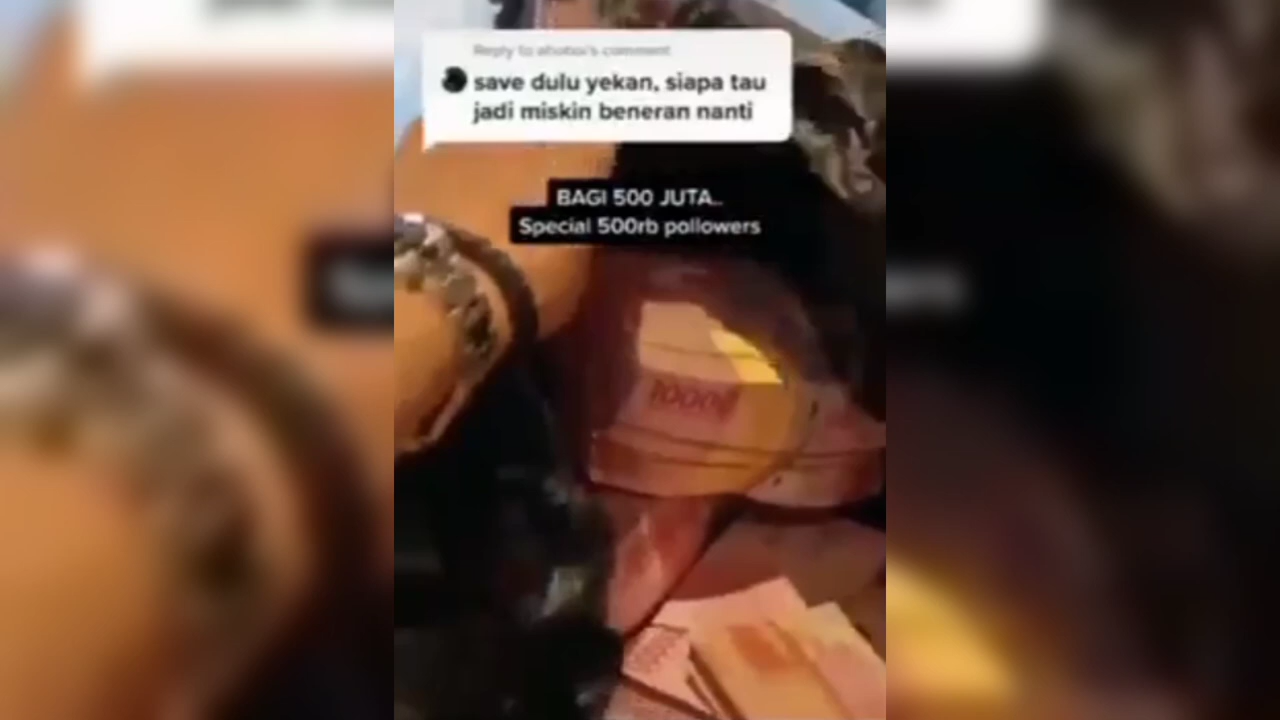 Reply to
comment
save dulu yekan, siapa tau
jadi miskin beneran nanti
BAGI 500 JUTA..
Special 500rb pollowers